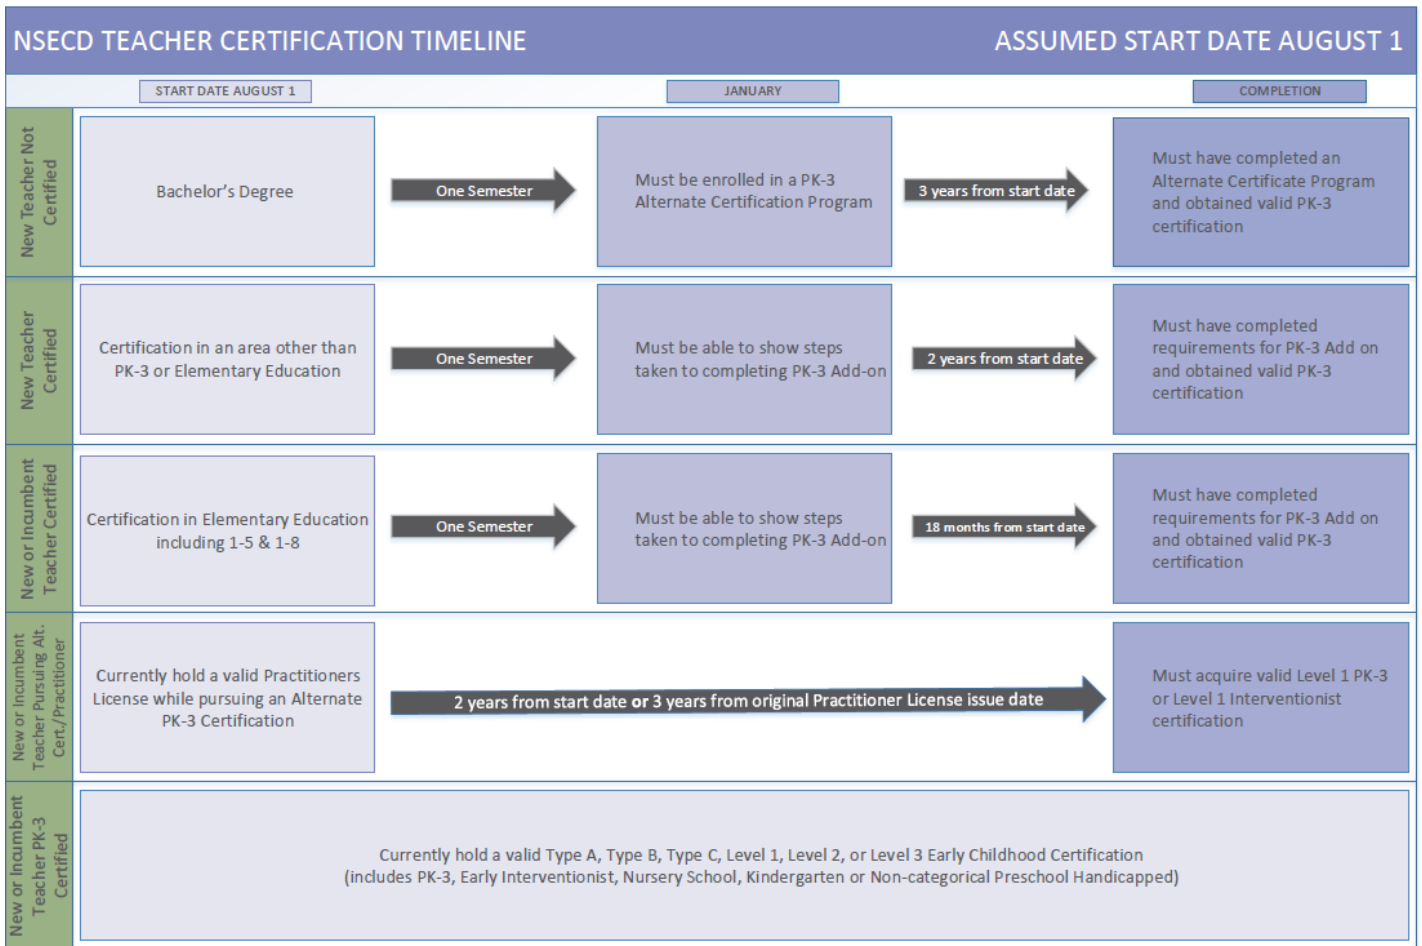 NSECD TEACHER CERTIFICATION TIMELINE
ASSUMED START DATE AUGUST 1
START DATE AUGUST 1
JANUARY
COMPLETION
New Teacher Not
Certified
Bachelor's Degree
One Semester
Must be enrolled in a PK-3
Alternate Certification Program
3 years from start date
Must have completed an
Alternate Certificate Program
and obtained valid PK-3
certification
New Teacher
Certified
Certification in an area other than
PK-3 or Elementary Education
One Semester
Must be able to show steps
taken to completing PK-3 Add-on
2 years from start date
Must have completed
requirements for PK-3 Add on
and obtained valid PK-3
certification
New or Incumbent
Teacher Certified
Certification in Elementary Education
including 1-5 & 1-8
One Semester
Must be able to show steps
taken to completing PK-3 Add-on
18 months from start date
Must have completed
requirements for PK-3 Add on
and obtained valid PK-3
certification
New or Incumbent
Teacher Pursuing Alt.
Cert./Practitioner
Currently hold a valid Practitioners
License while pursuing an Alternate
PK-3 Certification
2 years from start date or 3 years from original Practitioner License issue date
Must acquire valid Level 1 PK-3
or Level 1 Interventionist
certification
New or Incumbent
Teacher PK-3
Certified
Currently hold a valid Type A, Type B, Type C, Level 1, Level 2, or Level 3 Early Childhood Certification
(includes PK-3, Early Interventionist, Nursery School, Kindergarten or Non-categorical Preschool Handicapped)